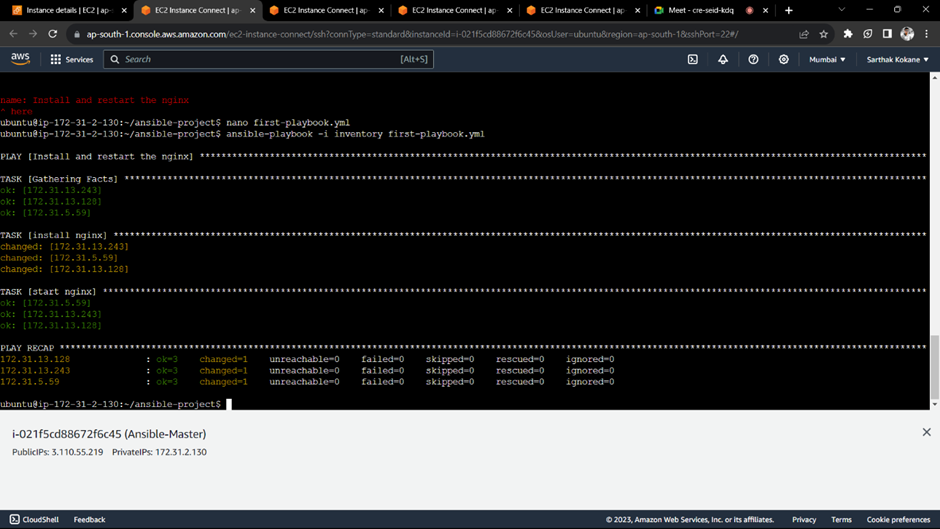 Instance details | EC2 | ap-s
EC2 Instance Connect | ap-s
EC2 Instance Connect | ap-s
EC2 Instance Connect | ap-s
EC2 Instance Connect | ap-s
Meet - cre-seid-kdq
ap-south-1.console.aws.amazon.com/ec2-instance-connect/ssh?connType=standard&instanceId=i-021f5cd88672f6c45&osUser=ubuntu&region=ap-south-1&sshPort=22#/
aws Services Search [Alt+S] Mumbai Sarthak Kokane
name: Install and restart the nginx
^ here
ubuntu@ip-172-31-2-130:~/ansible-project$ nano first-playbook.yml
ubuntu@ip-172-31-2-130:~/ansible-project$ ansible-playbook -i inventory first-playbook.yml
PLAY [Install and restart the nginx] ****
TASK [Gathering Facts] ****
ok: [172.31.13.243]
ok: [172.31.13.128]
ok: [172.31.5.59]
TASK [install nginx] ****
changed: [172.31.13.243]
changed: [172.31.5.59]
changed: [172.31.13.128]
TASK [start nginx] ****
ok: [172.31.5.59]
ok: [172.31.13.243]
ok: [172.31.13.128]
PLAY RECAP ****
172.31.13.128 : ok=3 changed=1 unreachable=0 failed=0 skipped=0 rescued=0 ignored=0
172.31.13.243 : ok=3 changed=1 unreachable=0 failed=0 skipped=0 rescued=0 ignored=0
172.31.5.59 : ok=3 changed=1 unreachable=0 failed=0 skipped=0 rescued=0 ignored=0
ubuntu@ip-172-31-2-130:~/ansible-project$
i-021f5cd88672f6c45 (Ansible-Master)
PublicIPs: 3.110.55.219 PrivateIPs: 172.31.2.130
CloudShell Feedback © 2023, Amazon Web Services, Inc. or its affiliates. Privacy Terms Cookie preferences